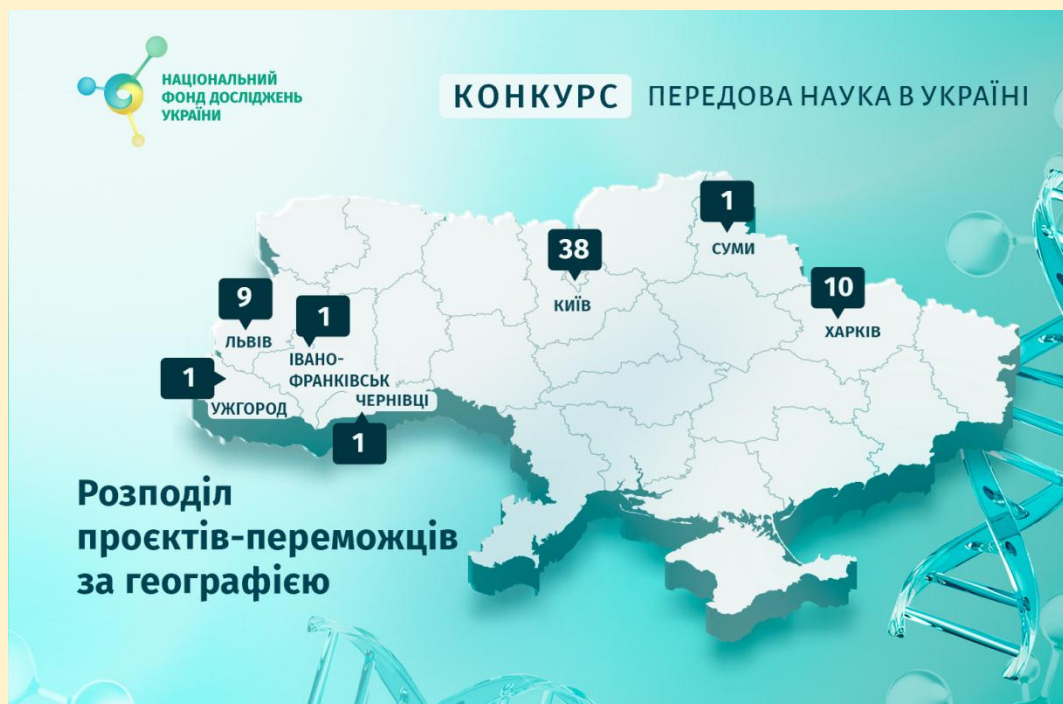 НАЦІОНАЛЬНИЙ
ФОНД ДОСЛІДЖЕНЬ
УКРАЇНИ
КОНКУРС ПЕРЕДОВА НАУКА В УКРАЇНІ
1
СУМИ
38
КИЇВ
10
ХАРКІВ
9
ЛЬВІВ
1
ІВАНО-
ФРАНКІВСЬК
1
УЖГОРОД
ЧЕРНІВЦІ
1
Розподіл
проєктів-переможців
за географією